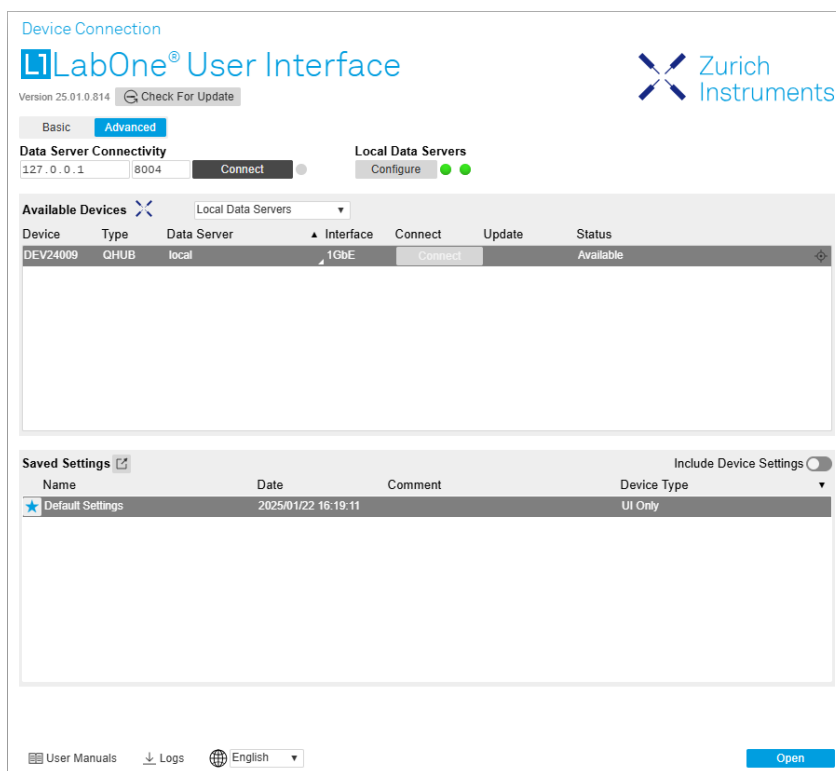 Device Connection
L1 LabOne® User Interface
Zurich
Instruments
Version 25.01.0.814 Check For Update
Basic Advanced
Data Server Connectivity Local Data Servers
127.0.0.1 8004 Connect Configure
Available Devices Local Data Servers ▼
Device Type Data Server ▲ Interface Connect Update Status
DEV24009 QHUB local 1GbE Connect Available
Saved Settings Include Device Settings
Name Date Comment Device Type ▼
Default Settings 2025/01/22 16:19:11 UI Only
User Manuals Logs English ▼ Open